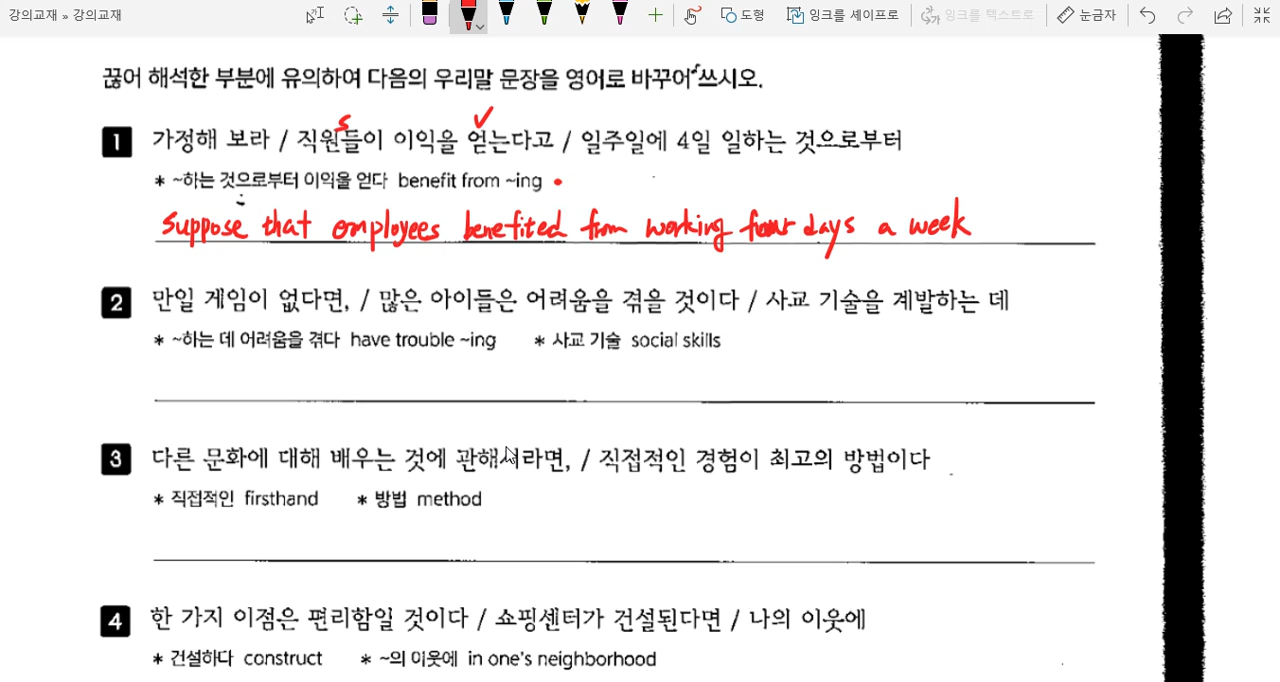 강의교재 » 강의교재 도형 잉크를 셰이프로 잉크를 텍스트로 눈금자
끊어 해석한 부분에 유의하여 다음의 우리말 문장을 영어로 바꾸어 쓰시오.
s ✓
1 가정해 보라 / 직원들이 이익을 얻는다고 / 일주일에 4일 일하는 것으로부터
* ~하는 것으로부터 이익을 얻다 benefit from ~ing
Suppose that employees benefited from working four days a week
2 만일 게임이 없다면, / 많은 아이들은 어려움을 겪을 것이다 / 사교 기술을 계발하는 데
* ~하는 데 어려움을 겪다 have trouble ~ing * 사교 기술 social skills
3 다른 문화에 대해 배우는 것에 관해서라면, / 직접적인 경험이 최고의 방법이다
* 직접적인 firsthand * 방법 method
4 한 가지 이점은 편리함일 것이다 / 쇼핑센터가 건설된다면 / 나의 이웃에
* 건설하다 construct * ~의 이웃에 in one's neighborhood